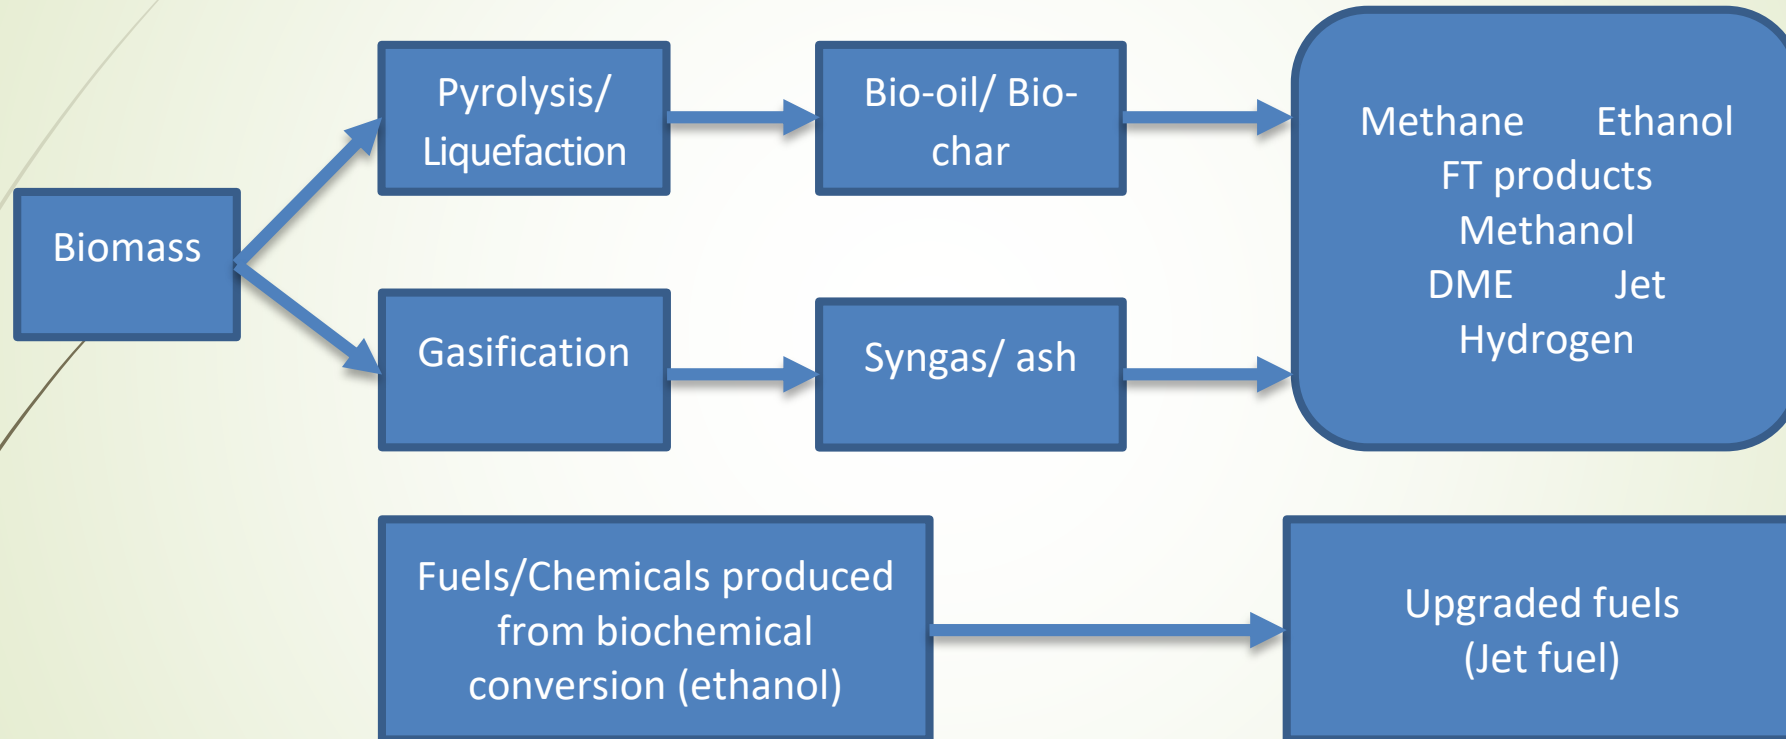 Biomass
Pyrolysis/
Liquefaction
Bio-oil/ Bio-
char
Gasification
Syngas/ ash
Methane Ethanol
FT products
Methanol
DME Jet
Hydrogen
Fuels/Chemicals produced
from biochemical
conversion (ethanol)
Upgraded fuels
(Jet fuel)